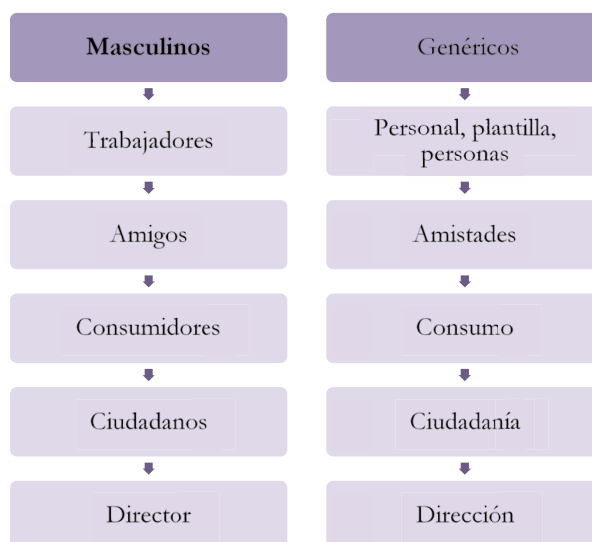 Masculinos
Trabajadores
Amigos
Consumidores
Ciudadanos
Director
Genéricos
Personal, plantilla,
personas
Amistades
Consumo
Ciudadanía
Dirección